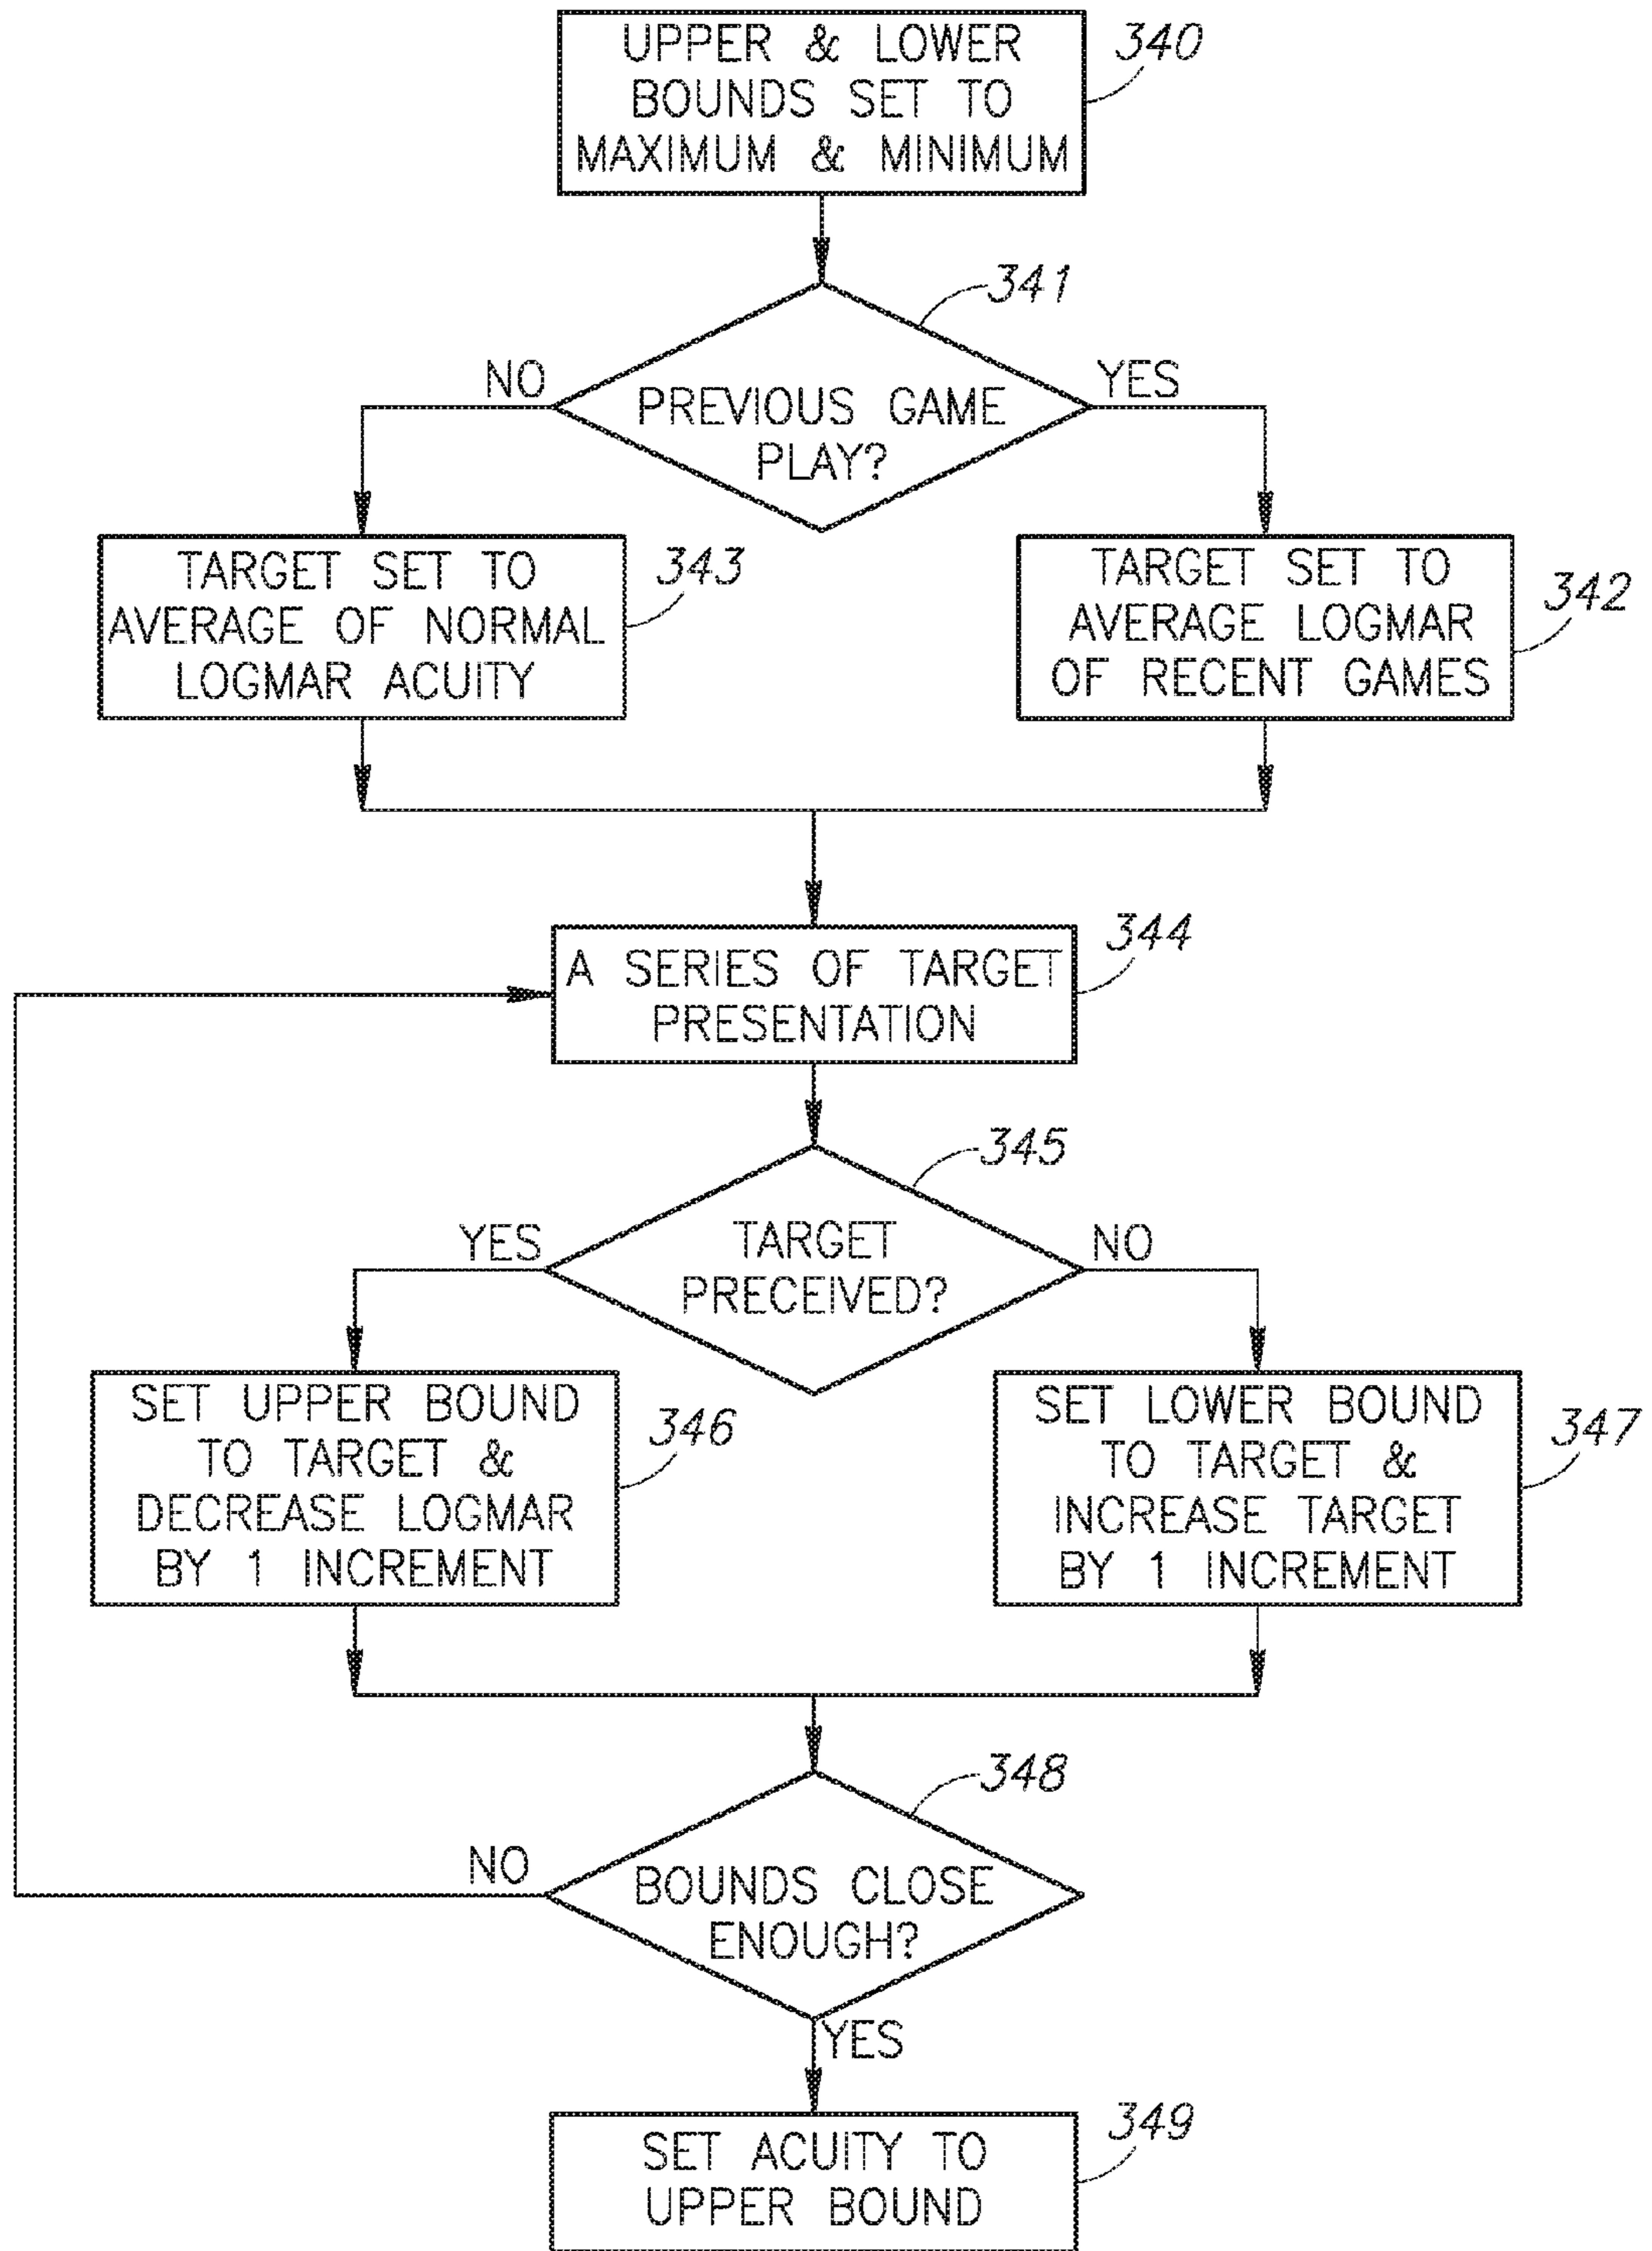 UPPER & LOWER
BOUNDS SET TO
MAXIMUM & MINIMUM
340
341
NO
YES
PREVIOUS GAME
PLAY?
TARGET SET TO
AVERAGE OF NORMAL
LOGMAR ACUITY
343
TARGET SET TO
AVERAGE LOGMAR
OF RECENT GAMES
342
A SERIES OF TARGET
PRESENTATION
344
345
YES
NO
TARGET
PRECEIVED?
SET UPPER BOUND
TO TARGET &
DECREASE LOGMAR
BY 1 INCREMENT
346
SET LOWER BOUND
TO TARGET &
INCREASE TARGET
BY 1 INCREMENT
347
348
NO
BOUNDS CLOSE
ENOUGH?
YES
SET ACUITY TO
UPPER BOUND
349